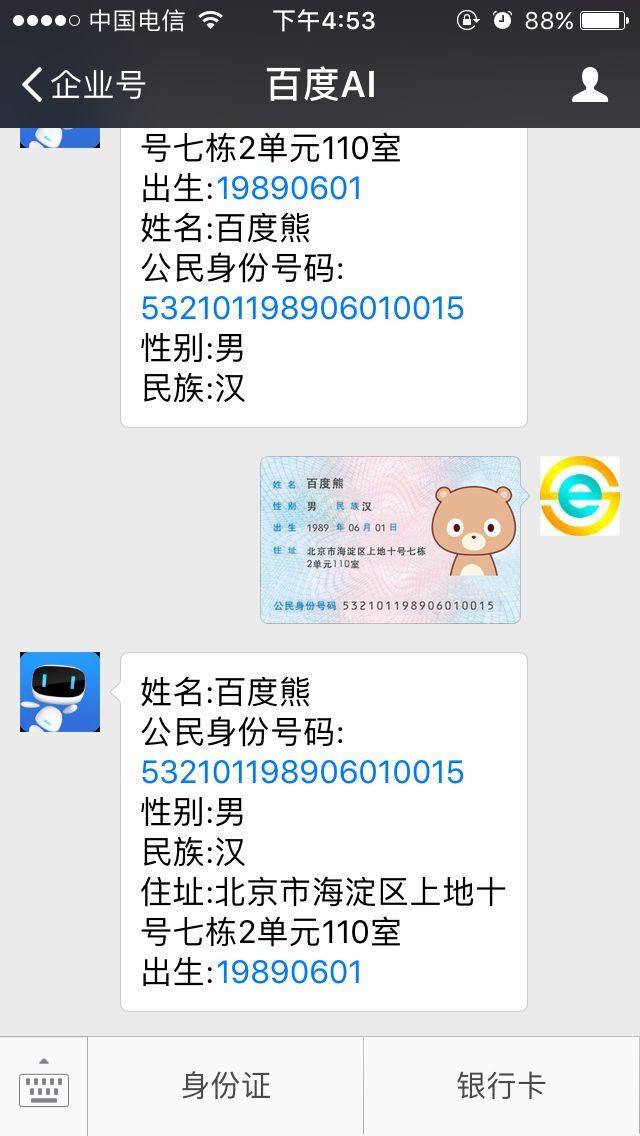 中国电信
下午4:53
88%
企业号
百度AI
号七栋2单元110室
出生:19890601
姓名:百度熊
公民身份号码:
532101198906010015
性别:男
民族:汉
姓名 百度熊
性别 男 民族 汉
出生 1989 年 06 月 01 日
住址 北京市海淀区上地十号七栋
2单元110室
公民身份号码 532101198906010015
姓名:百度熊
公民身份号码:
532101198906010015
性别:男
民族:汉
住址:北京市海淀区上地十
号七栋2单元110室
出生:19890601
身份证
银行卡